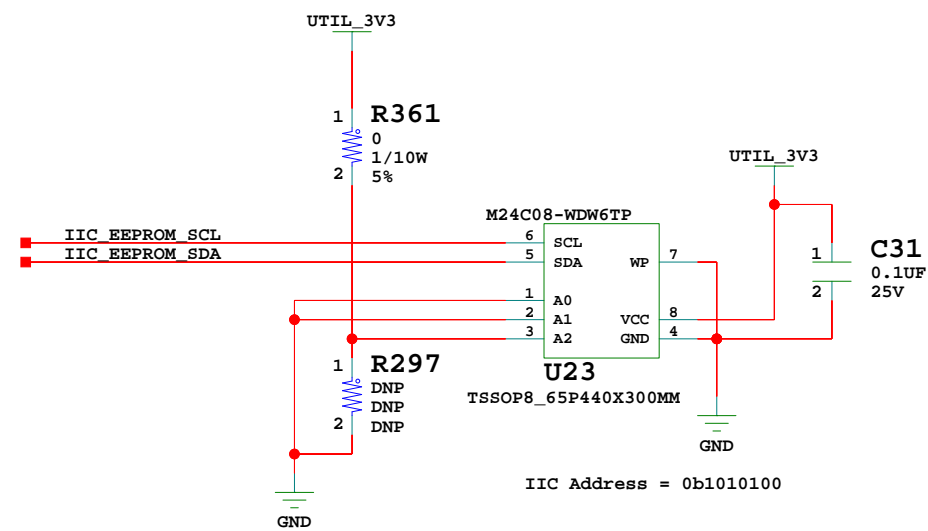 UTIL_3V3
1
R361
0
1/10W
5%
2
UTIL_3V3
M24C08-WDW6TP
IIC_EEPROM_SCL
6
SCL
IIC_EEPROM_SDA
5
SDA
WP
7
1
C31
0.1UF
25V
2
1
A0
2
A1
VCC
8
3
A2
GND
4
1
R297
DNP
DNP
DNP
2
U23
TSSOP8_65P440X300MM
GND
IIC Address = 0b1010100
GND